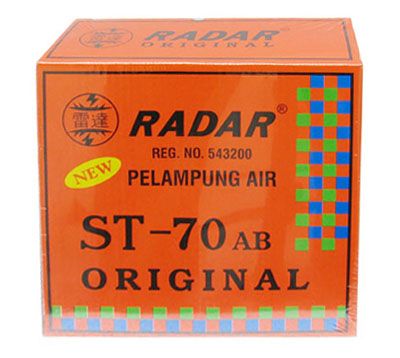 RADAR
ORIGINAL
雷達
RADAR®
REG. NO. 543200
NEW
PELAMPUNG AIR
ST-70 AB
ORIGINAL